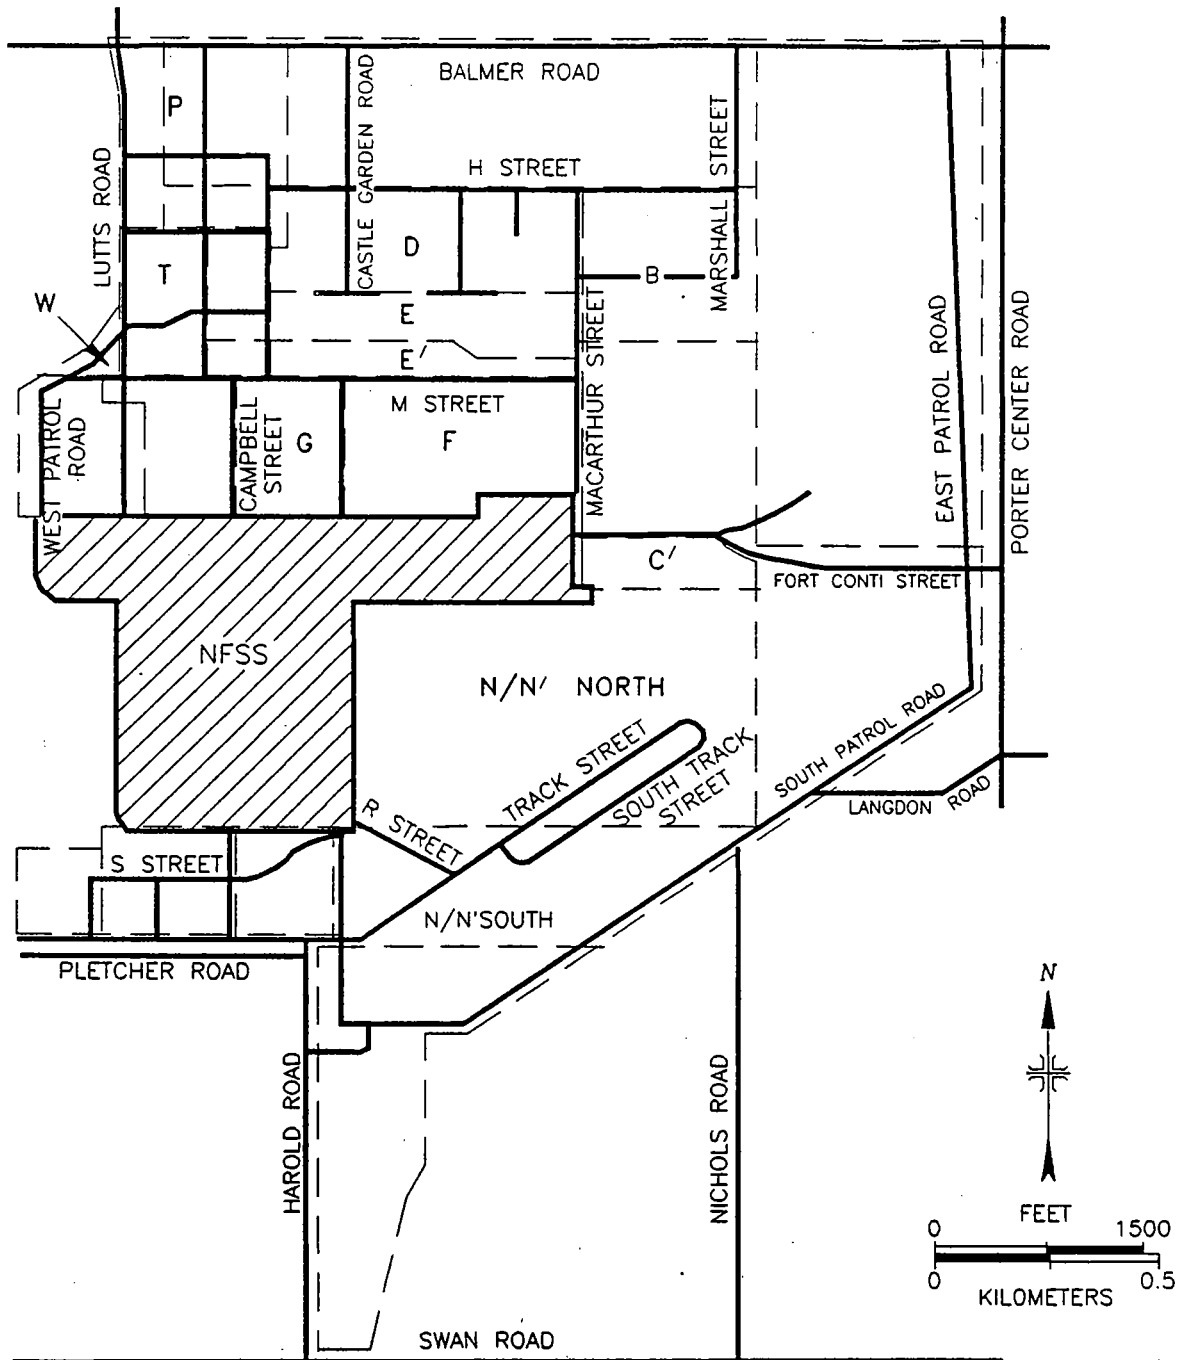 BALMER ROAD
P
CASTLE GARDEN ROAD
MARSHALL STREET
LUTTS ROAD
H STREET
D
T
B
W
E
E'
MACARTHUR STREET
EAST PATROL ROAD
PORTER CENTER ROAD
M STREET
WEST PATROL
ROAD
CAMPBELL
STREET
G
F
C'
FORT CONTI STREET
NFSS
N/N' NORTH
SOUTH PATROL ROAD
TRACK STREET
SOUTH TRACK
STREET
LANGDON ROAD
R STREET
S STREET
N/N'SOUTH
PLETCHER ROAD
N
HAROLD ROAD
NICHOLS ROAD
FEET
0 1500
0 0.5
KILOMETERS
SWAN ROAD